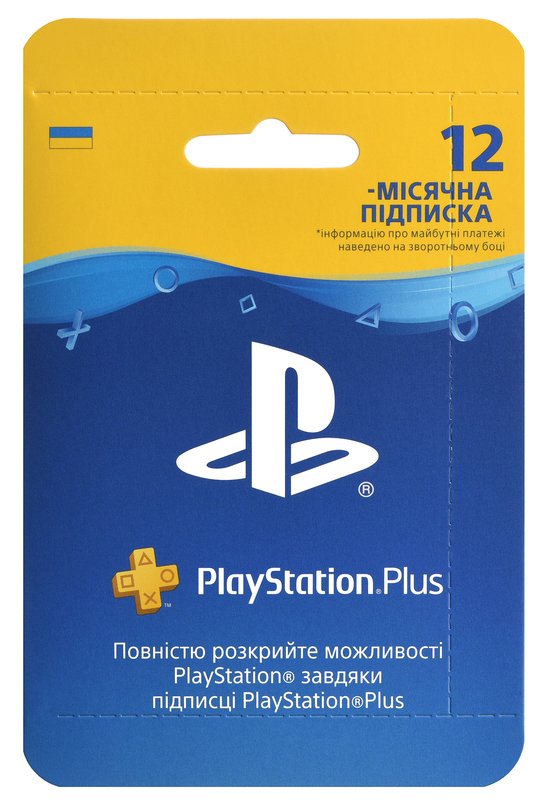 12
-МІСЯЧНА
ПІДПИСКА
*інформацію про майбутні платежі
наведено на зворотньому боці
®
PlayStation®Plus
™
Повністю розкрийте можливості
PlayStation® завдяки
підписці PlayStation®Plus